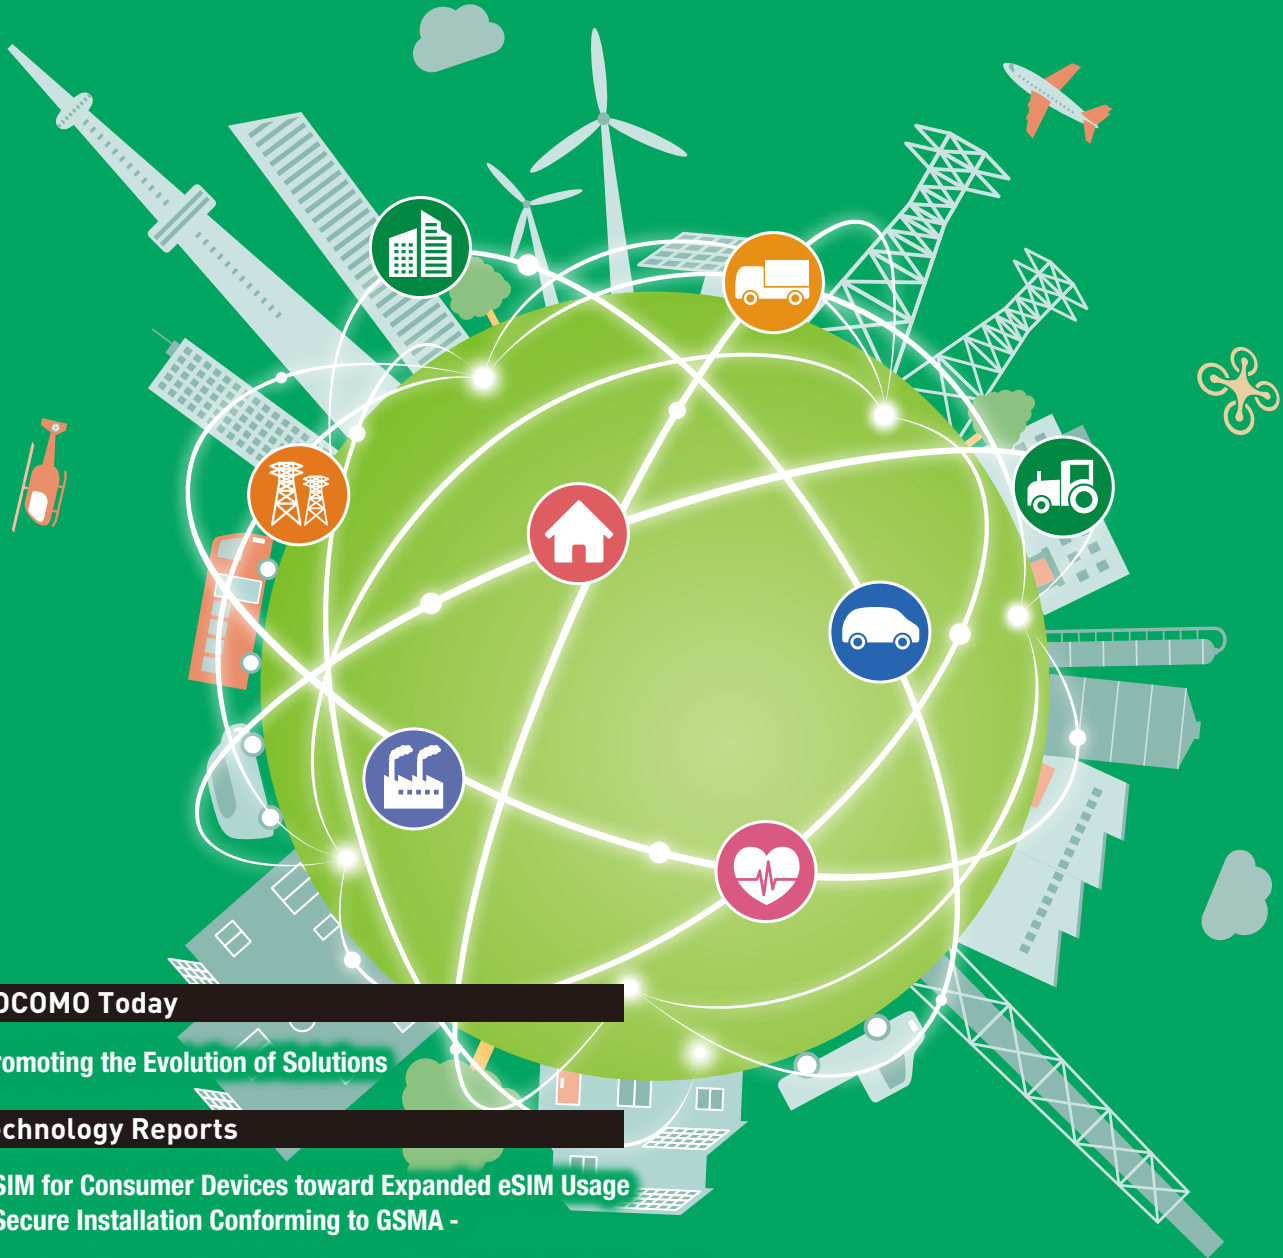 OCOMO Today
romoting the Evolution of Solutions
echnology Reports
SIM for Consumer Devices toward Expanded eSIM Usage
Secure Installation Conforming to GSMA -